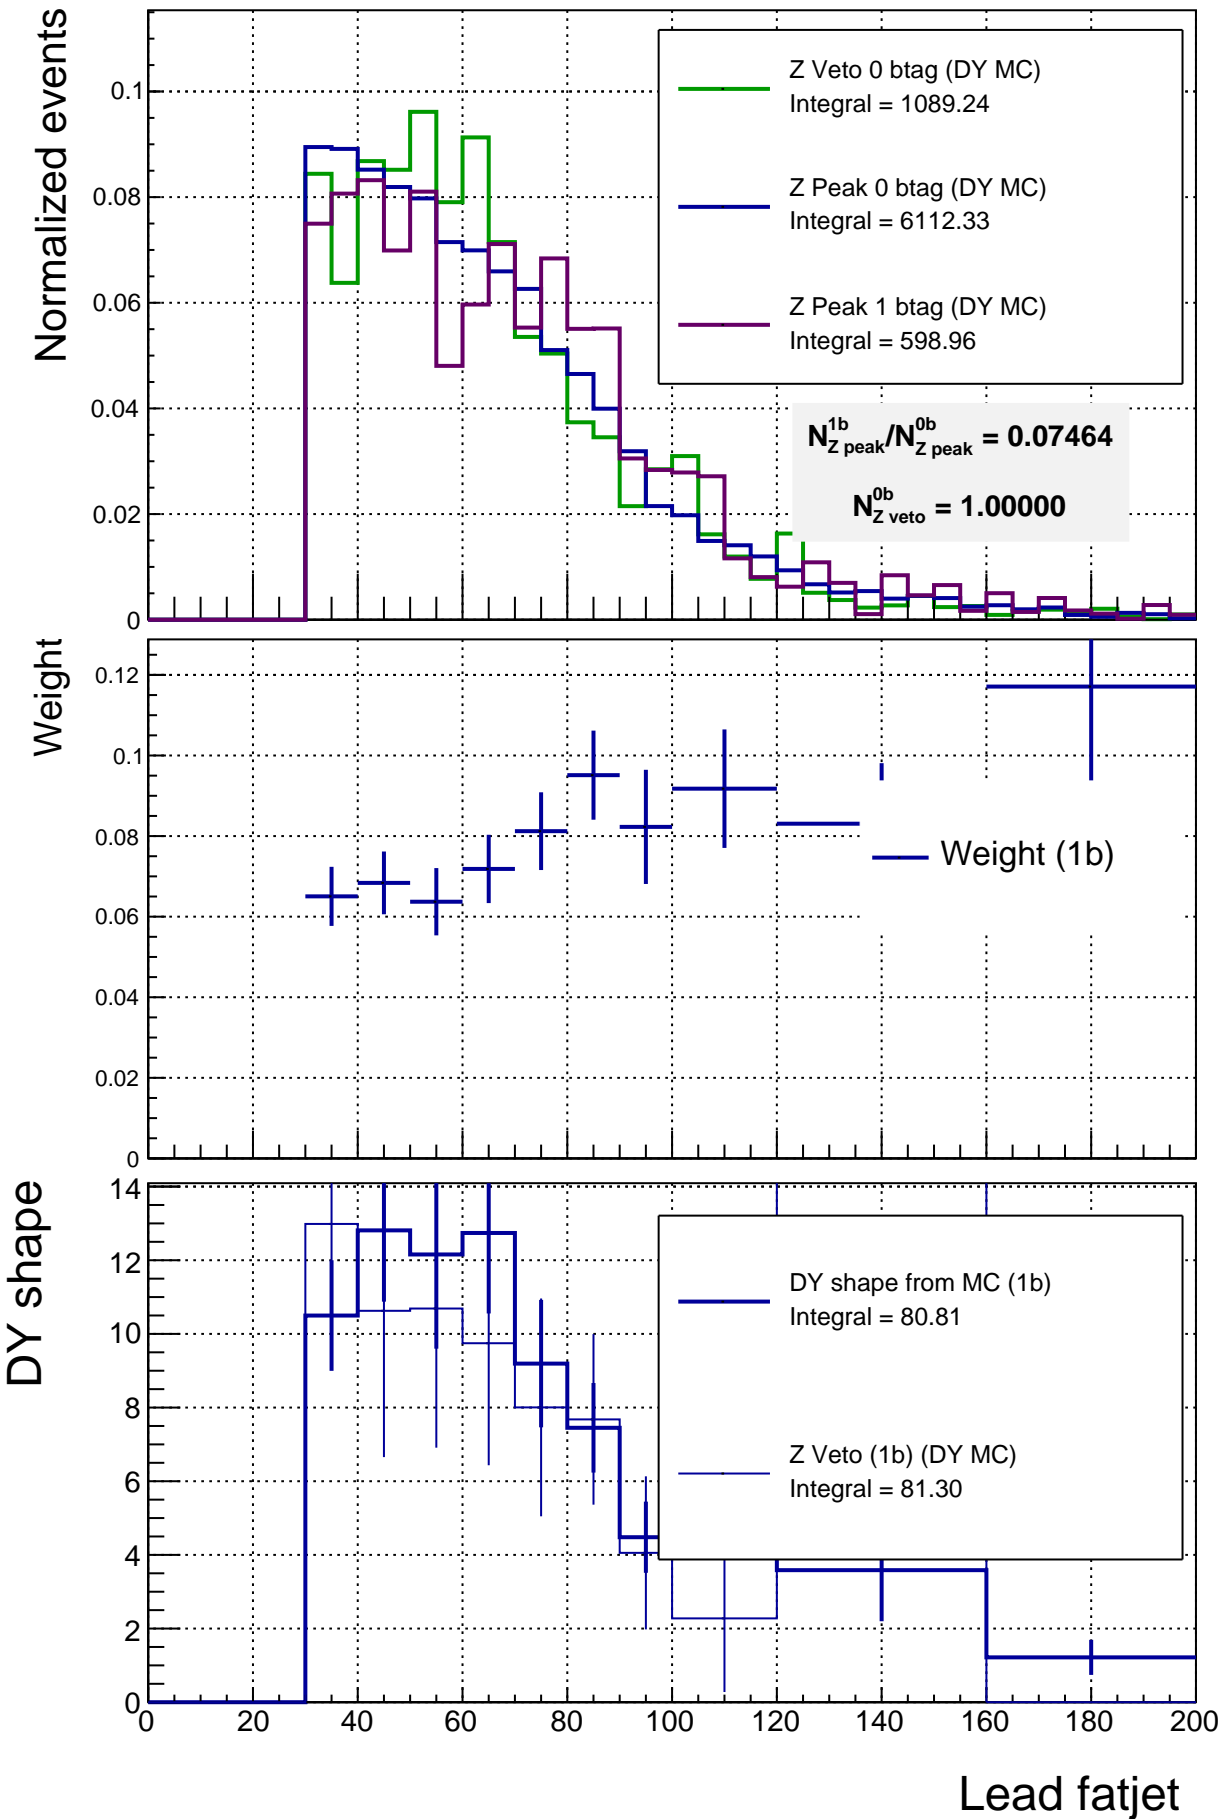 Normalized events
0.1
0.08
0.06
0.04
0.02
0
Z Veto 0 btag (DY MC)
Integral = 1089.24
Z Peak 0 btag (DY MC)
Integral = 6112.33
Z Peak 1 btag (DY MC)
Integral = 598.96
N^{1b}_{Z peak}/N^{0b}_{Z peak} = 0.07464
N^{0b}_{Z veto} = 1.00000
Weight
0.12
0.1
0.08
0.06
0.04
0.02
0
Weight (1b)
DY shape
14
12
10
8
6
4
2
0
DY shape from MC (1b)
Integral = 80.81
Z Veto (1b) (DY MC)
Integral = 81.30
0 20 40 60 80 100 120 140 160 180 200
Lead fatjet